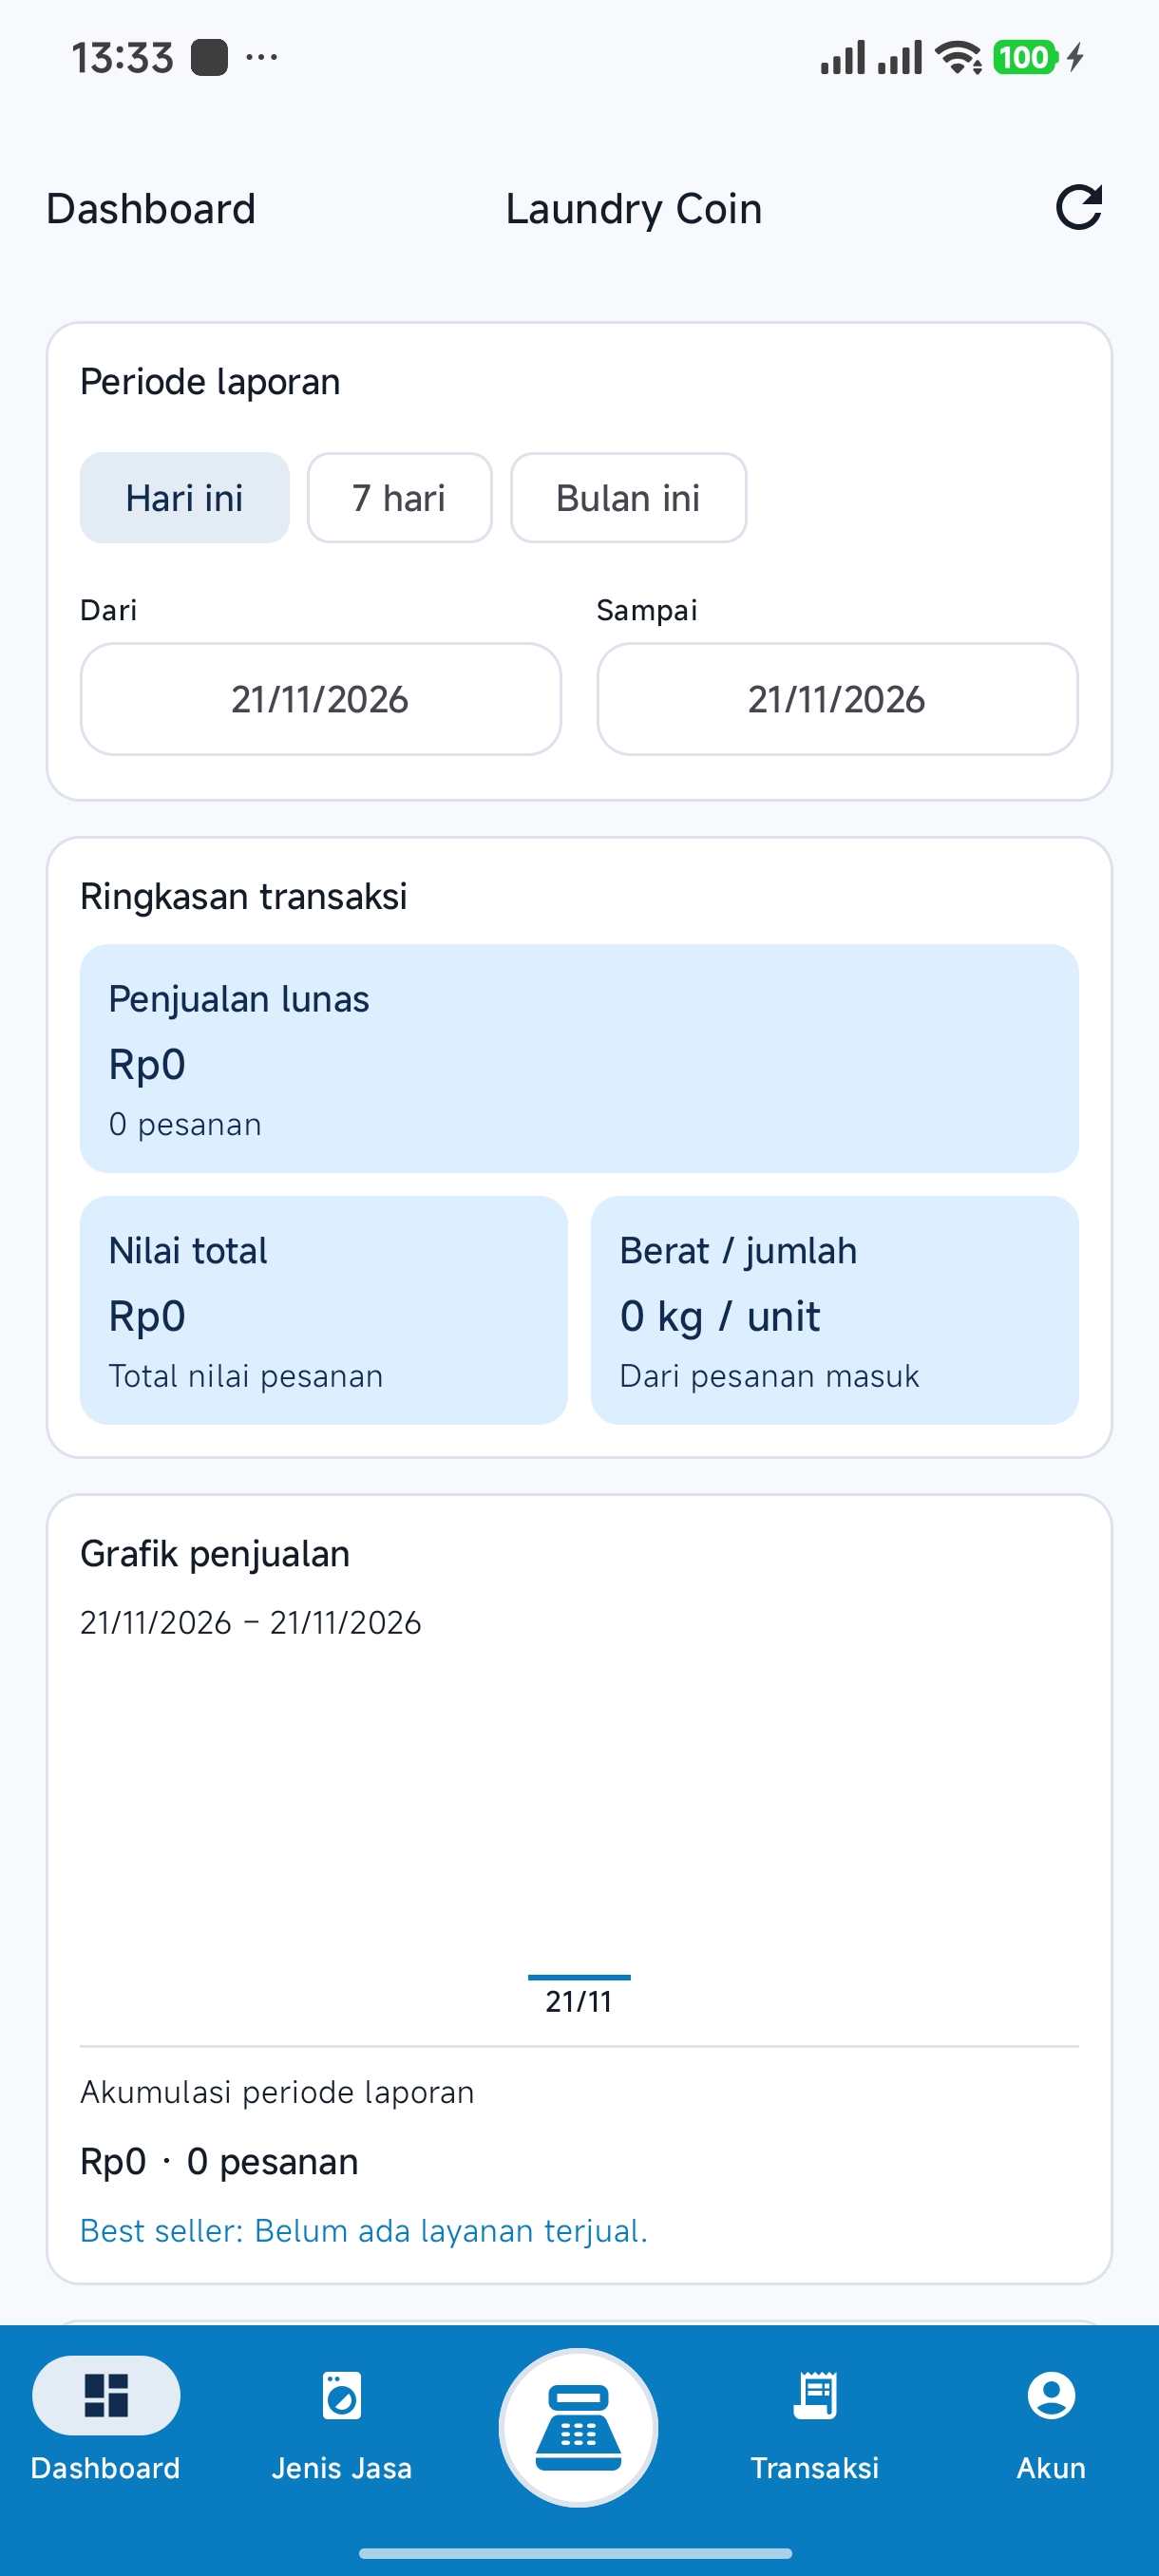 13:33 ...
100
Dashboard Laundry Coin
Periode laporan
Hari ini 7 hari Bulan ini
Dari Sampai
21/11/2026 21/11/2026
Ringkasan transaksi
Penjualan lunas
Rp0
0 pesanan
Nilai total
Rp0
Total nilai pesanan
Berat / jumlah
0 kg / unit
Dari pesanan masuk
Grafik penjualan
21/11/2026 – 21/11/2026
21/11
Akumulasi periode laporan
Rp0 · 0 pesanan
Best seller: Belum ada layanan terjual.
Dashboard Jenis Jasa Transaksi Akun